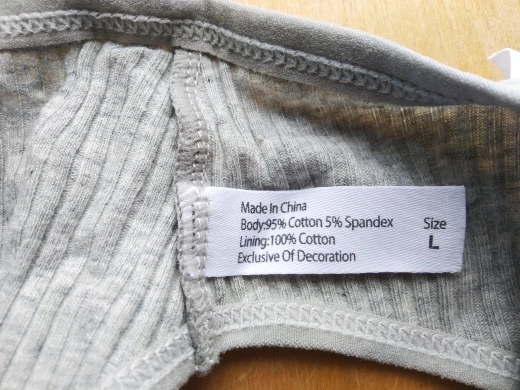 Made In China
Body:95% Cotton 5% Spandex
Lining:100% Cotton
Exclusive Of Decoration
Size
L